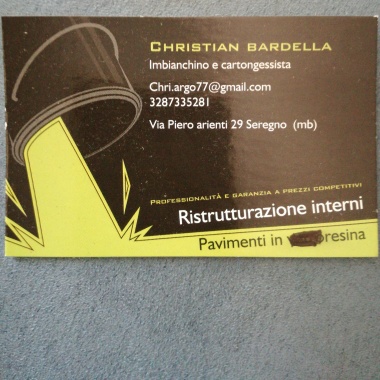 Christian bardella
Imbianchino e cartongessista
Chri.argo77@gmail.com
3287335281
Via Piero arienti 29 Seregno (mb)
Professionalità e garanzia a prezzi competitivi
Ristrutturazione interni
Pavimenti in resina